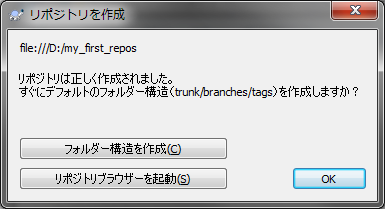 リポジトリを作成
file:///D:/my_first_repos
リポジトリは正しく作成されました。
すぐにデフォルトのフォルダー構造（trunk/branches/tags）を作成しますか？
フォルダー構造を作成(C)
リポジトリブラウザーを起動(S)
OK